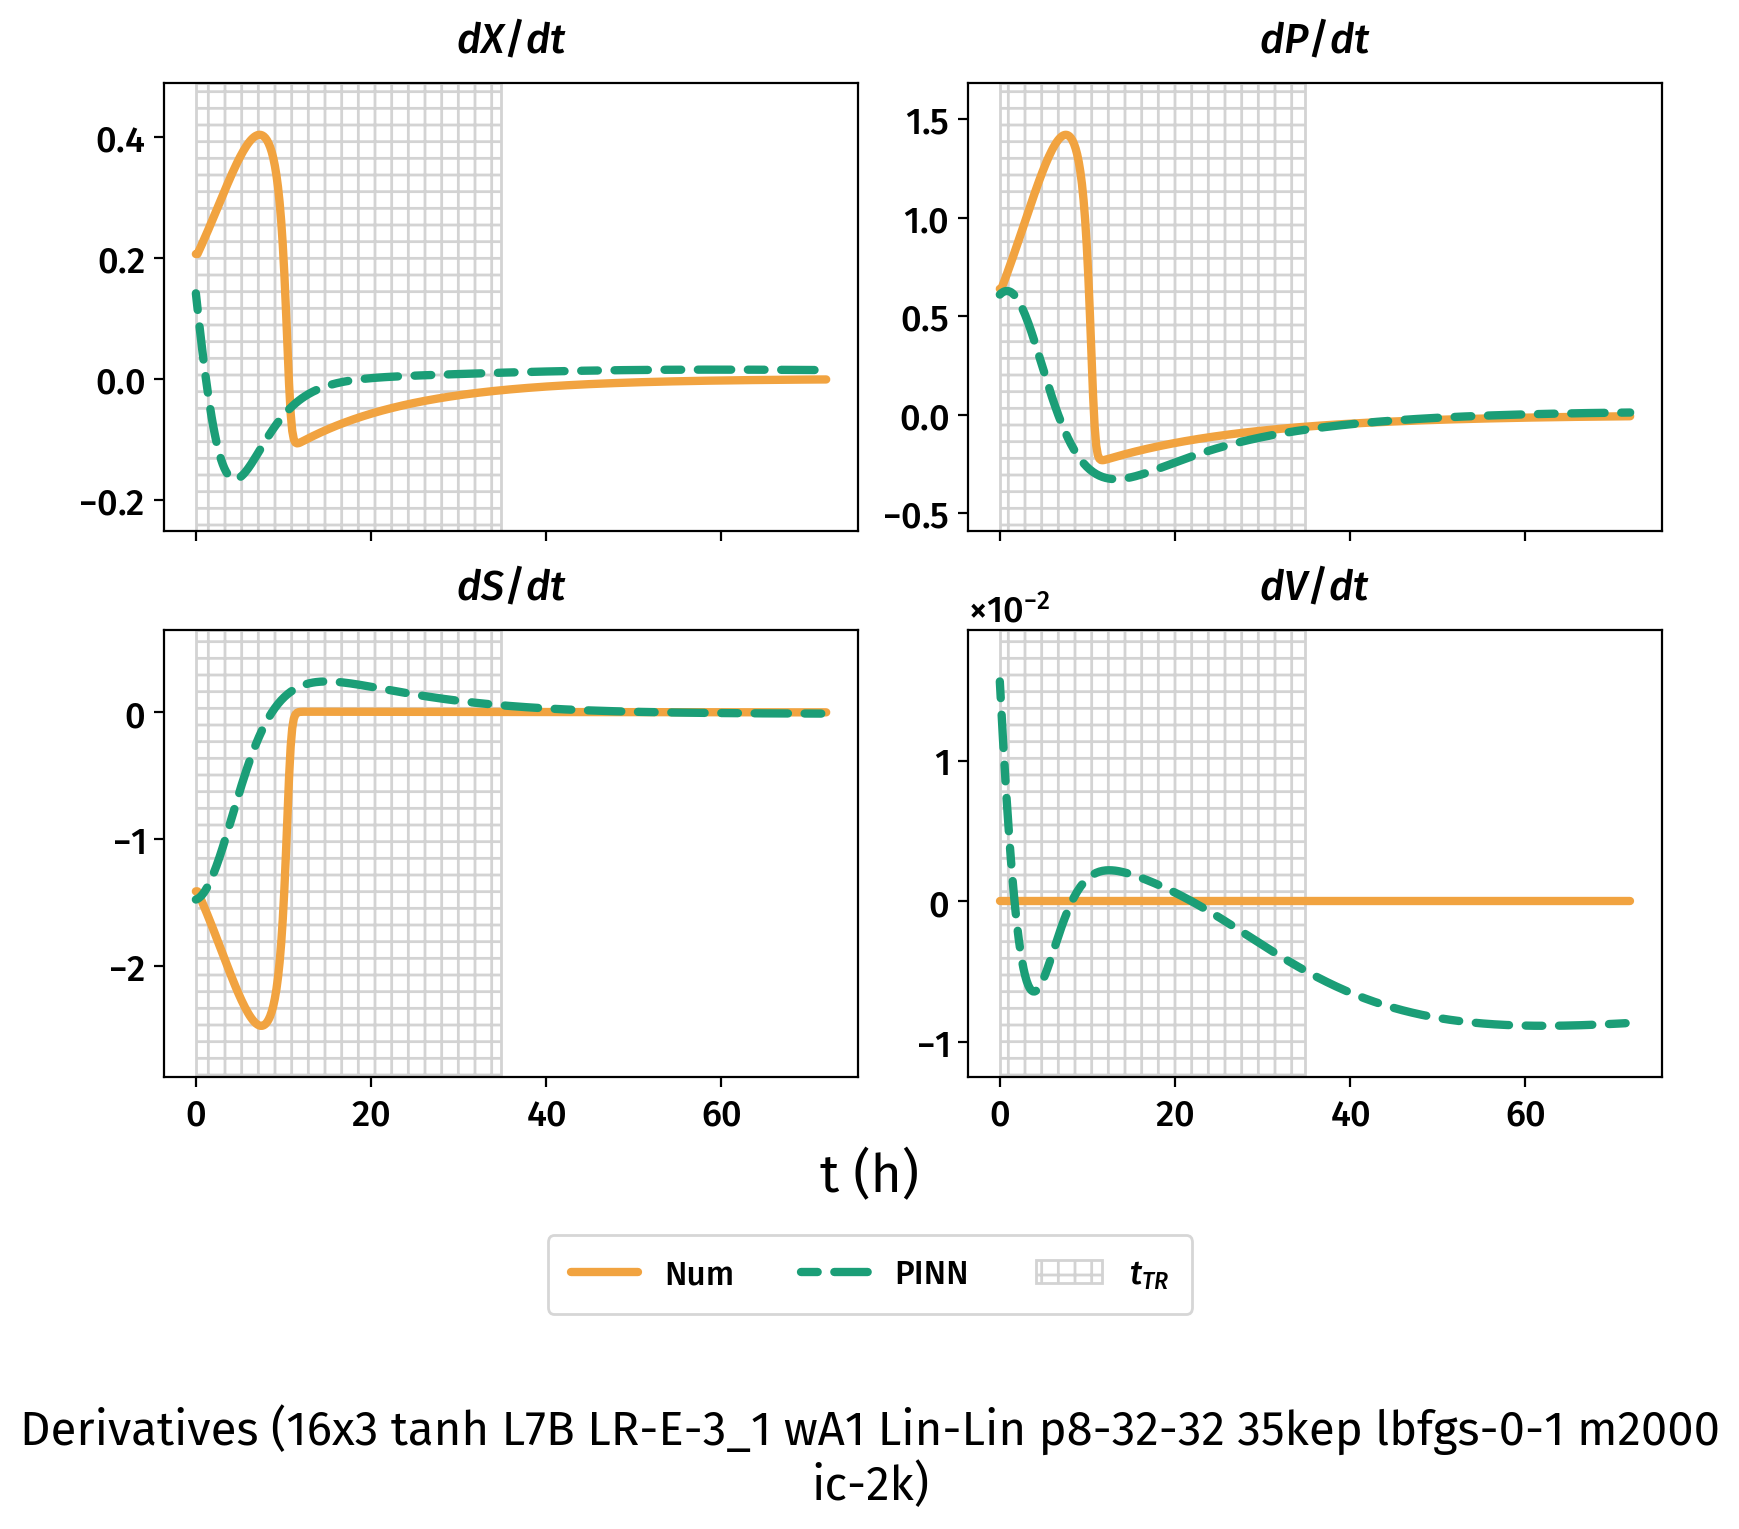 dX/dt
dP/dt
0.4
0.2
0.0
−0.2
1.5
1.0
0.5
0.0
−0.5
dS/dt
dV/dt
×10⁻²
0
−1
−2
1
0
−1
0 20 40 60
0 20 40 60
t (h)
Num PINN t_TR
Derivatives (16x3 tanh L7B LR-E-3_1 wA1 Lin-Lin p8-32-32 35kep lbfgs-0-1 m2000
ic-2k)